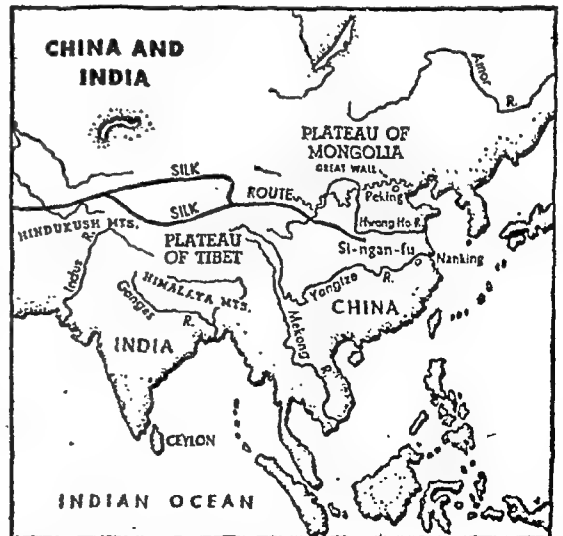 CHINA AND
INDIA
Amor
R.
PLATEAU OF
MONGOLIA
GREAT WALL
SILK
ROUTE
Peking
SILK
Hwang Ho R.
HINDUKUSH MTS.
PLATEAU
OF TIBET
Si-ngan-fu
Nanking
Indus
R.
HIMALAYA MTS.
Yangtze
R.
Ganges
R.
CHINA
Mekong
R.
INDIA
CEYLON
INDIAN OCEAN